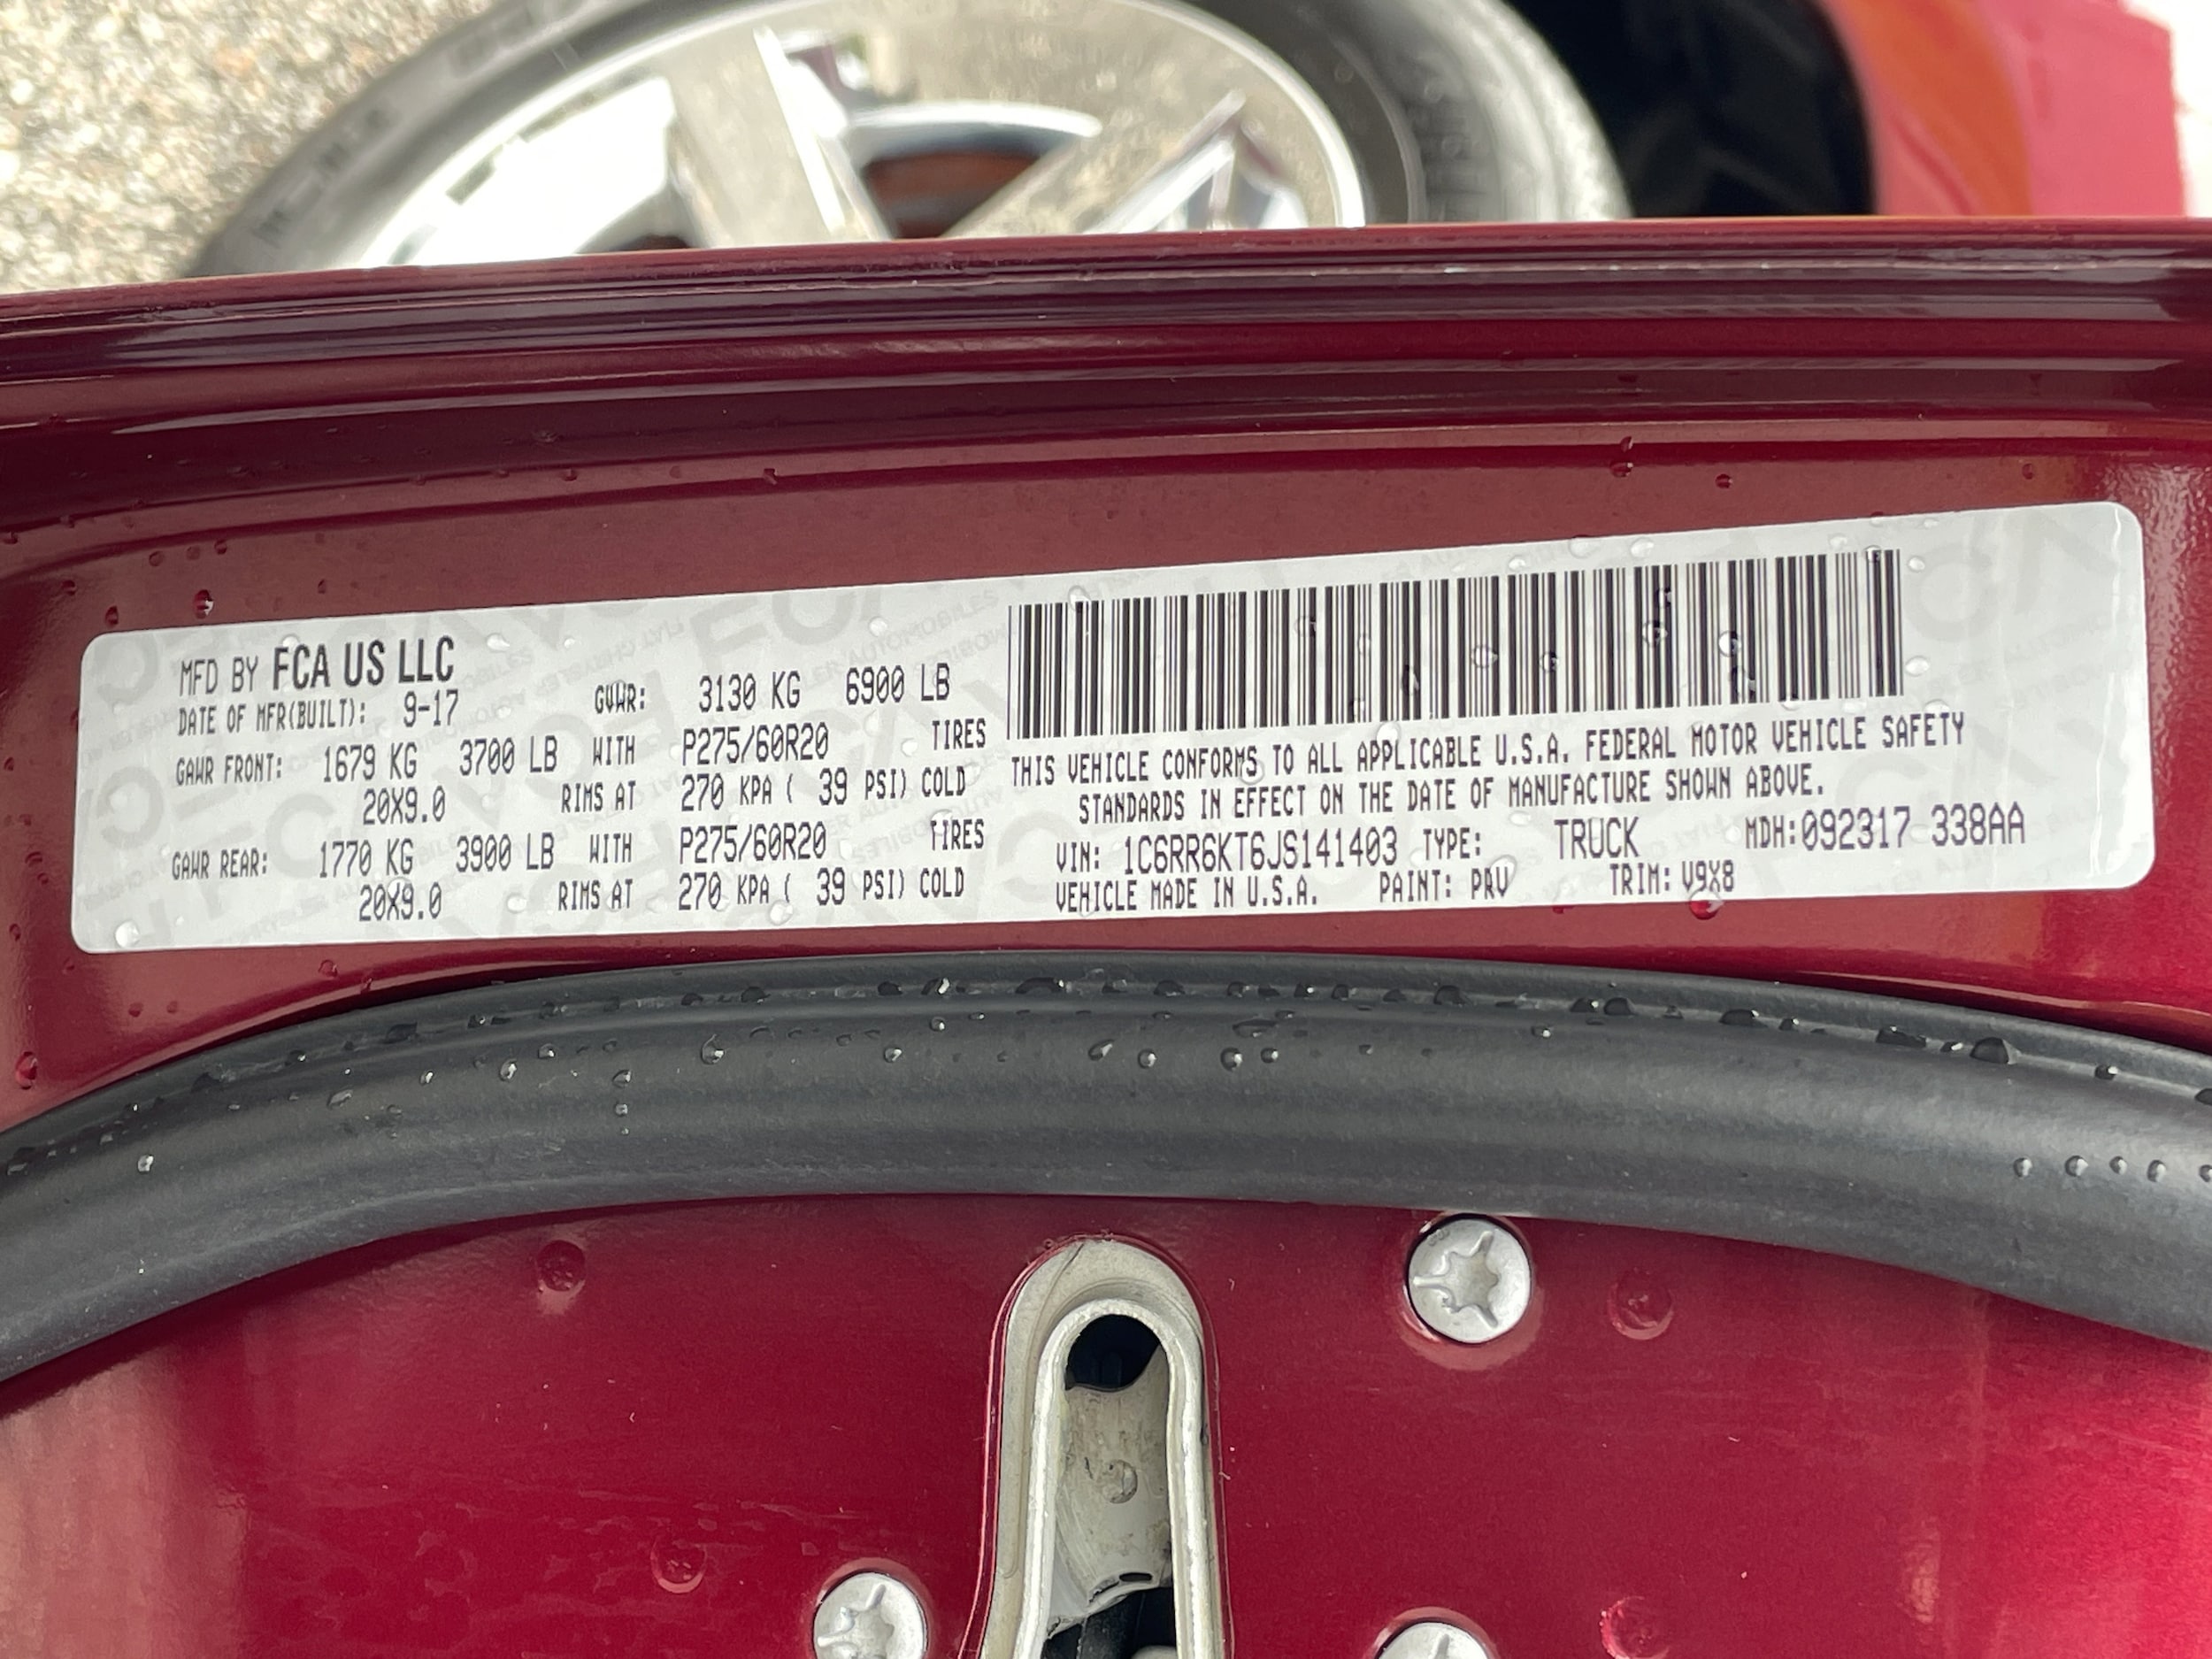 MFD BY FCA US LLC
DATE OF MFR(BUILT): 9-17 GVWR: 3130 KG 6900 LB
GAWR FRONT: 1679 KG 3700 LB WITH P275/60R20 TIRES
20X9.0 RIMS AT 270 KPA ( 39 PSI) COLD
GAWR REAR: 1770 KG 3900 LB WITH P275/60R20 TIRES
20X9.0 RIMS AT 270 KPA ( 39 PSI) COLD
THIS VEHICLE CONFORMS TO ALL APPLICABLE U.S.A. FEDERAL MOTOR VEHICLE SAFETY
STANDARDS IN EFFECT ON THE DATE OF MANUFACTURE SHOWN ABOVE.
VIN: 1C6RR6KT6JS141403 TYPE: TRUCK MDH:092317 338AA
VEHICLE MADE IN U.S.A. PAINT: PRV TRIM: V9X8